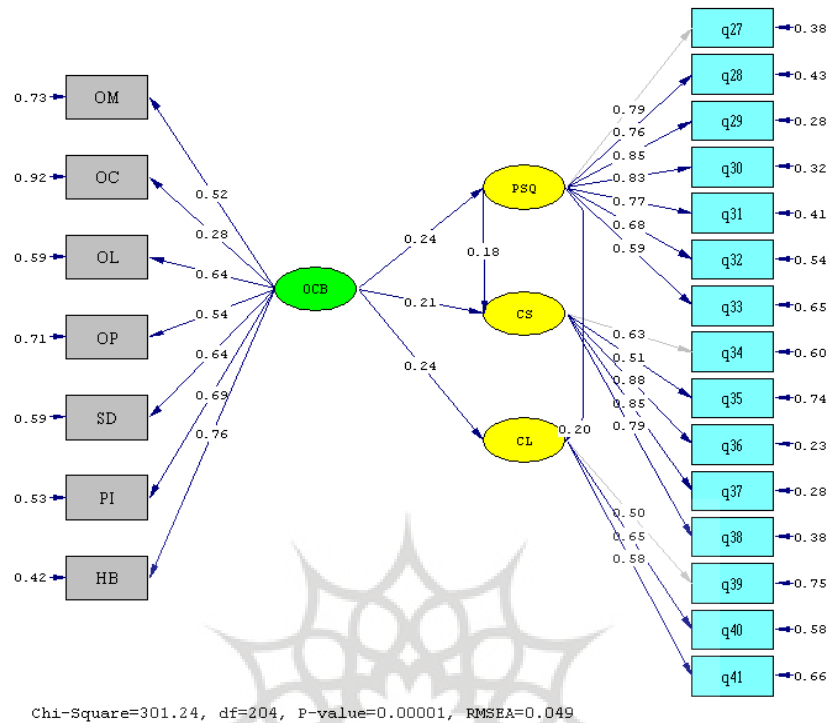 q27
0.38
q28
0.43
0.73
OM
0.79
0.76
q29
0.28
0.85
0.92
OC
0.83
q30
0.32
PSQ
0.77
0.52
0.68
q31
0.41
0.28
0.59
0.24
q32
0.54
0.59
OL
0.64
0.18
OCB
q33
0.65
0.54
0.21
CS
0.63
q34
0.60
0.71
OP
0.64
0.51
0.24
0.88
q35
0.74
0.69
0.85
0.59
SD
0.76
0.20
0.79
CL
q36
0.23
q37
0.28
0.53
PI
0.50
0.65
q38
0.38
0.58
0.42
HB
q39
0.75
q40
0.58
q41
0.66
Chi-Square=301.24, df=204, P-value=0.00001, RMSEA=0.049